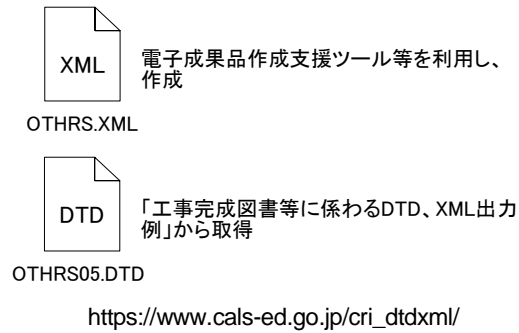 XML
電子成果品作成支援ツール等を利用し、
作成
OTHRS.XML
DTD
「工事完成図書等に係わるDTD、XML出力
例」から取得
OTHRS05.DTD
https://www.cals-ed.go.jp/cri_dtdxml/